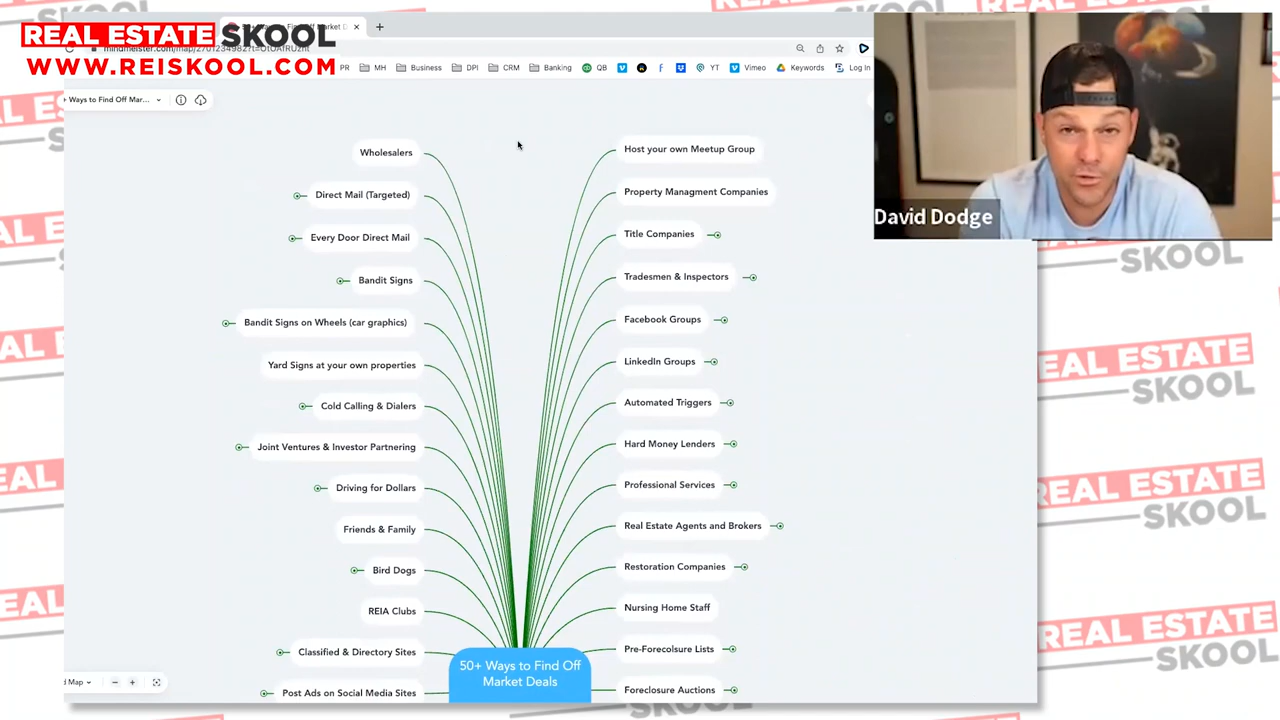 REAL ESTATE SKOOL
WWW.REISKOOL.COM
PR
MH
Business
DPI
CRM
Banking
QB
YT
Vimeo
Keywords
Log In
Ways to Find Off Mar...
David Dodge
Wholesalers
Direct Mail (Targeted)
Every Door Direct Mail
Bandit Signs
Bandit Signs on Wheels (car graphics)
Yard Signs at your own properties
Cold Calling & Dialers
Joint Ventures & Investor Partnering
Driving for Dollars
Friends & Family
Bird Dogs
REIA Clubs
Classified & Directory Sites
Post Ads on Social Media Sites
Host your own Meetup Group
Property Managment Companies
Title Companies
Tradesmen & Inspectors
Facebook Groups
LinkedIn Groups
Automated Triggers
Hard Money Lenders
Professional Services
Real Estate Agents and Brokers
Restoration Companies
Nursing Home Staff
Pre-Forecolsure Lists
Foreclosure Auctions
50+ Ways to Find Off
Market Deals
Map
REAL ESTATE
SKOOL
REAL ESTATE
SKOOL
REAL ESTATE
SKOOL